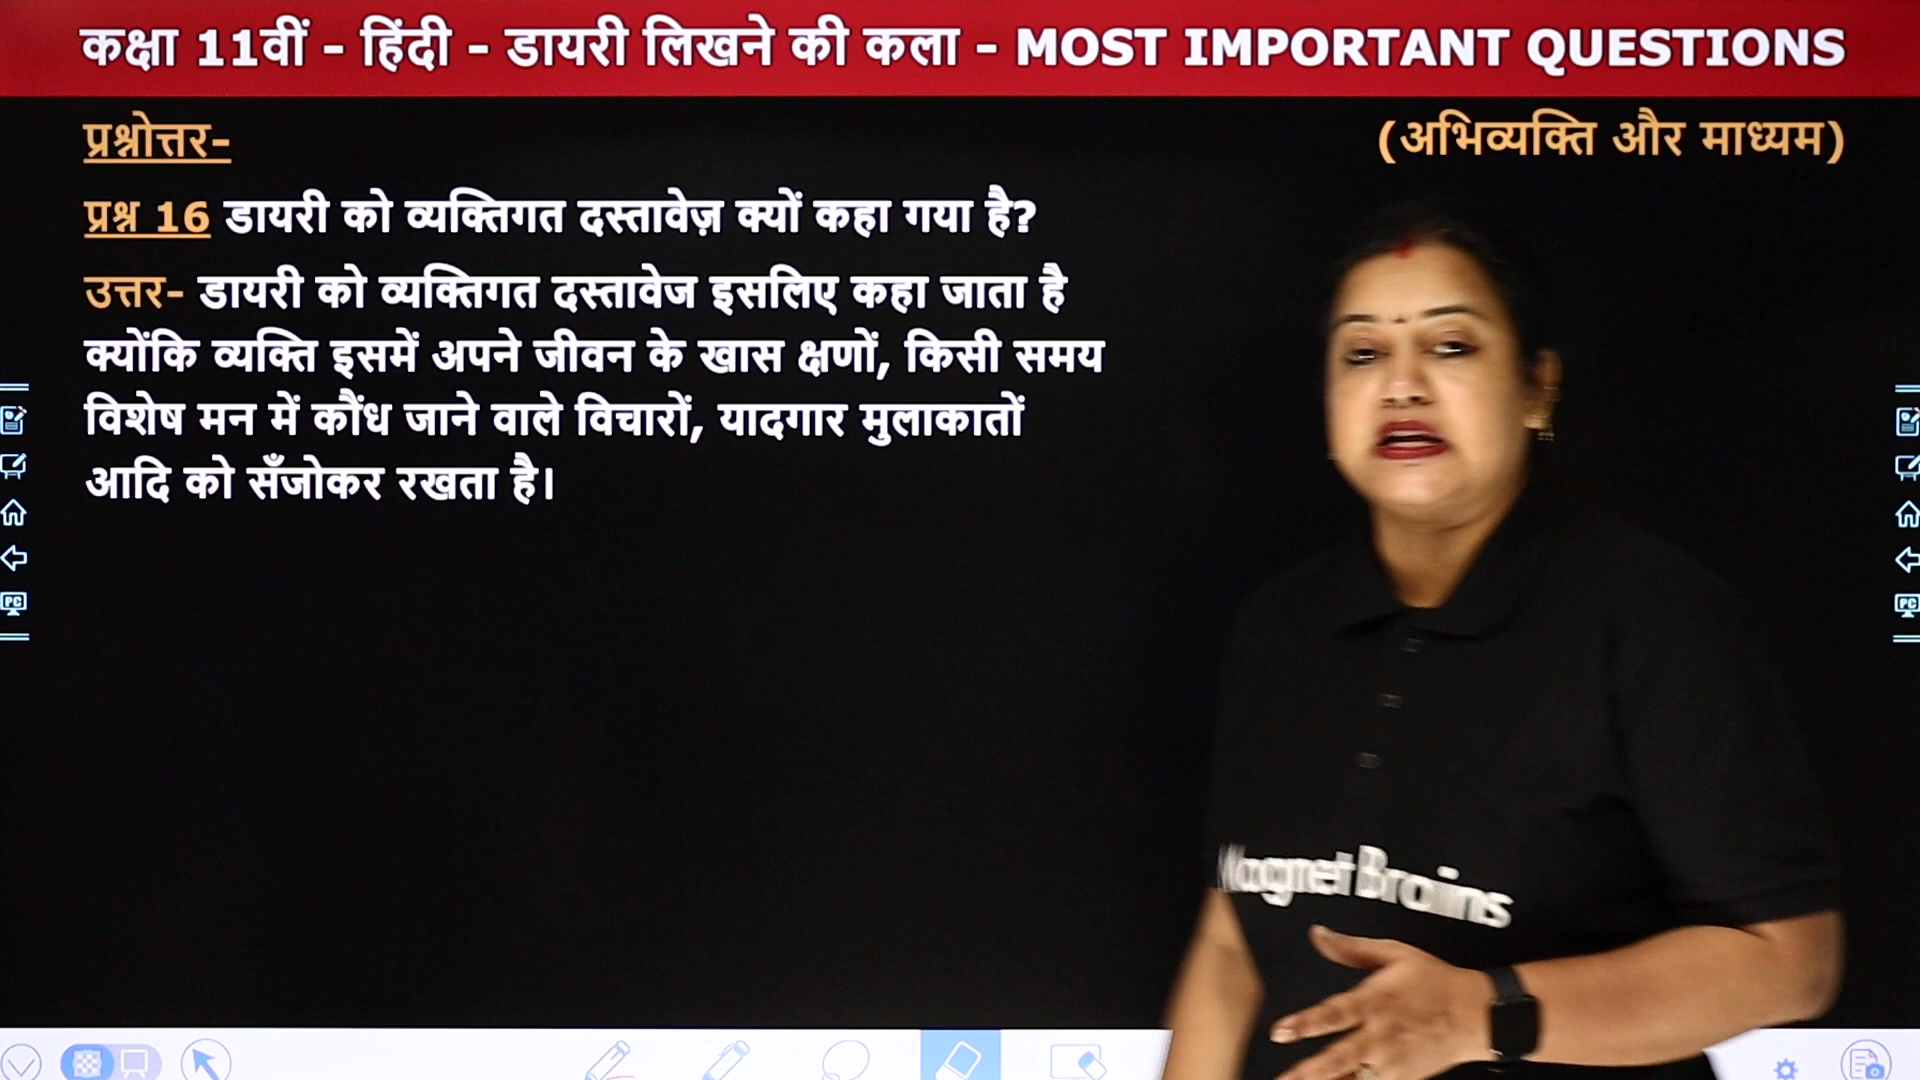 कक्षा 11वीं - हिंदी - डायरी लिखने की कला - MOST IMPORTANT QUESTIONS
प्रश्नोत्तर-
(अभिव्यक्ति और माध्यम)
प्रश्न 16 डायरी को व्यक्तिगत दस्तावेज़ क्यों कहा गया है?
उत्तर- डायरी को व्यक्तिगत दस्तावेज इसलिए कहा जाता है
क्योंकि व्यक्ति इसमें अपने जीवन के खास क्षणों, किसी समय
विशेष मन में कौंध जाने वाले विचारों, यादगार मुलाकातों
आदि को सँजोकर रखता है।
PC
PC
Magnet Brains